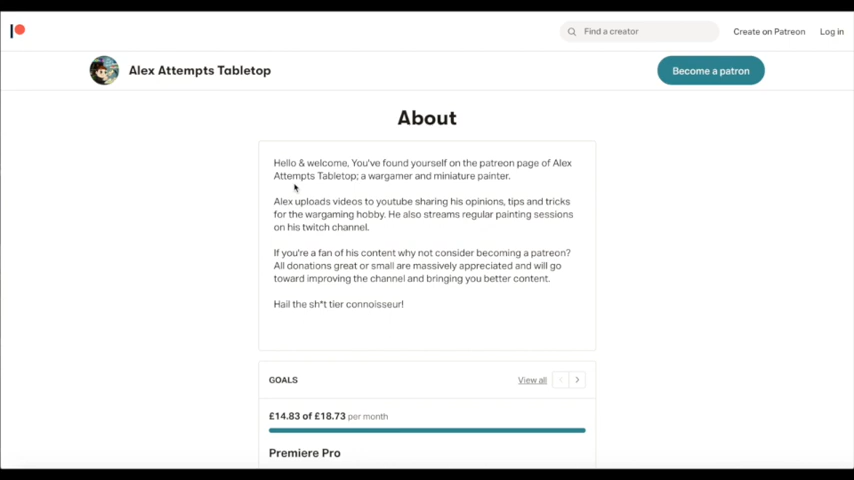 Find a creator
Create on Patreon
Log in
Alex Attempts Tabletop
Become a patron
About
Hello & welcome, You've found yourself on the patreon page of Alex
Attempts Tabletop; a wargamer and miniature painter.
Alex uploads videos to youtube sharing his opinions, tips and tricks
for the wargaming hobby. He also streams regular painting sessions
on his twitch channel.
If you're a fan of his content why not consider becoming a patreon?
All donations great or small are massively appreciated and will go
toward improving the channel and bringing you better content.
Hail the sh*t tier connoisseur!
GOALS
View all
£14.83 of £18.73 per month
Premiere Pro